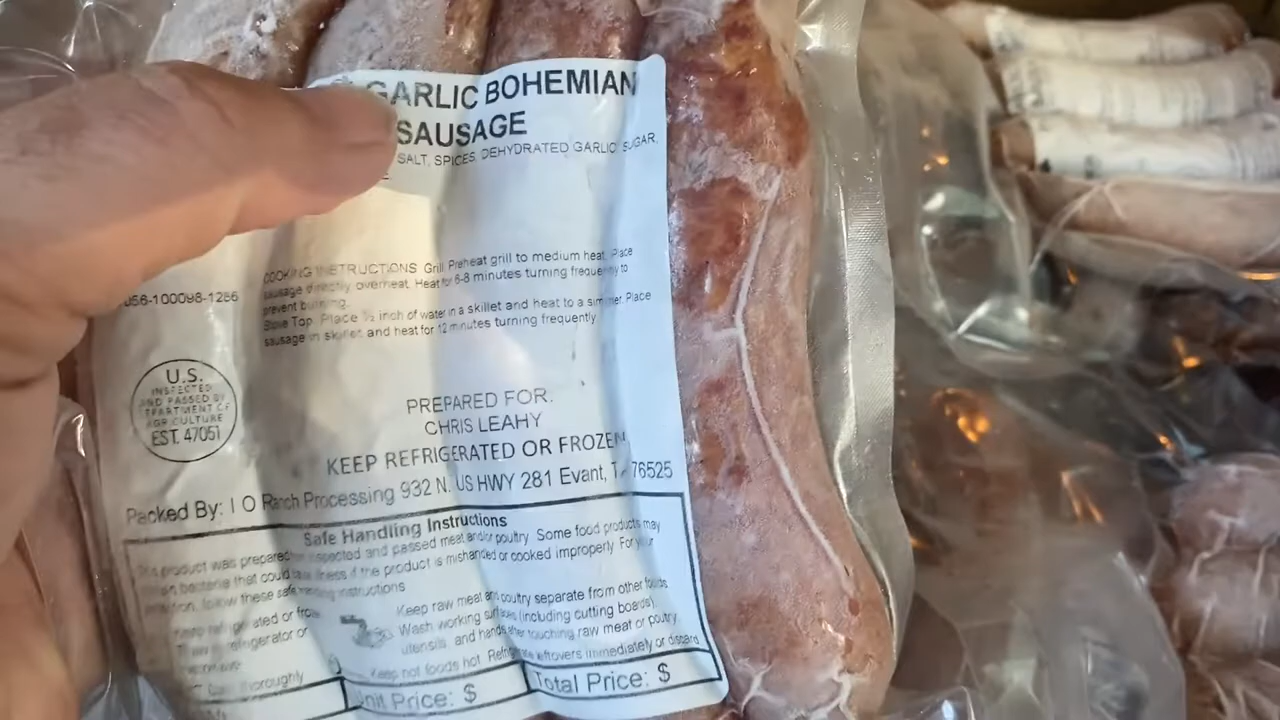 GARLIC BOHEMIAN
SAUSAGE
SALT, SPICES, DEHYDRATED GARLIC, SUGAR,
COOKING INSTRUCTIONS Grill Preheat grill to medium heat. Place
sausage directly overheat. Heat for 6-8 minutes turning frequently to
prevent burning.
Stove Top. Place ½ inch of water in a skillet and heat to a simmer. Place
sausage in skillet and heat for 12 minutes turning frequently.
056-100098-1286
U.S.
INSPECTED
AND PASSED BY
DEPARTMENT OF
AGRICULTURE
EST. 47051
PREPARED FOR:
CHRIS LEAHY
KEEP REFRIGERATED OR FROZEN
Packed By: I O Ranch Processing 932 N. US HWY 281 Evant, 76525
Safe Handling Instructions
product was prepared inspected and passed meat and/or poultry. Some food products may
bacteria that could illness if the product is mishandled or cooked improperly. For your
follow these safe handling instructions
Keep refrigerated or
refrigerator or
microwave
thoroughly
Keep raw meat and poultry separate from other foods
Wash working surfaces (including cutting boards),
utensils, and hands after touching raw meat or poultry
Keep hot foods hot. Refrigerate leftovers immediately or discard
Unit Price: $
Total Price: $